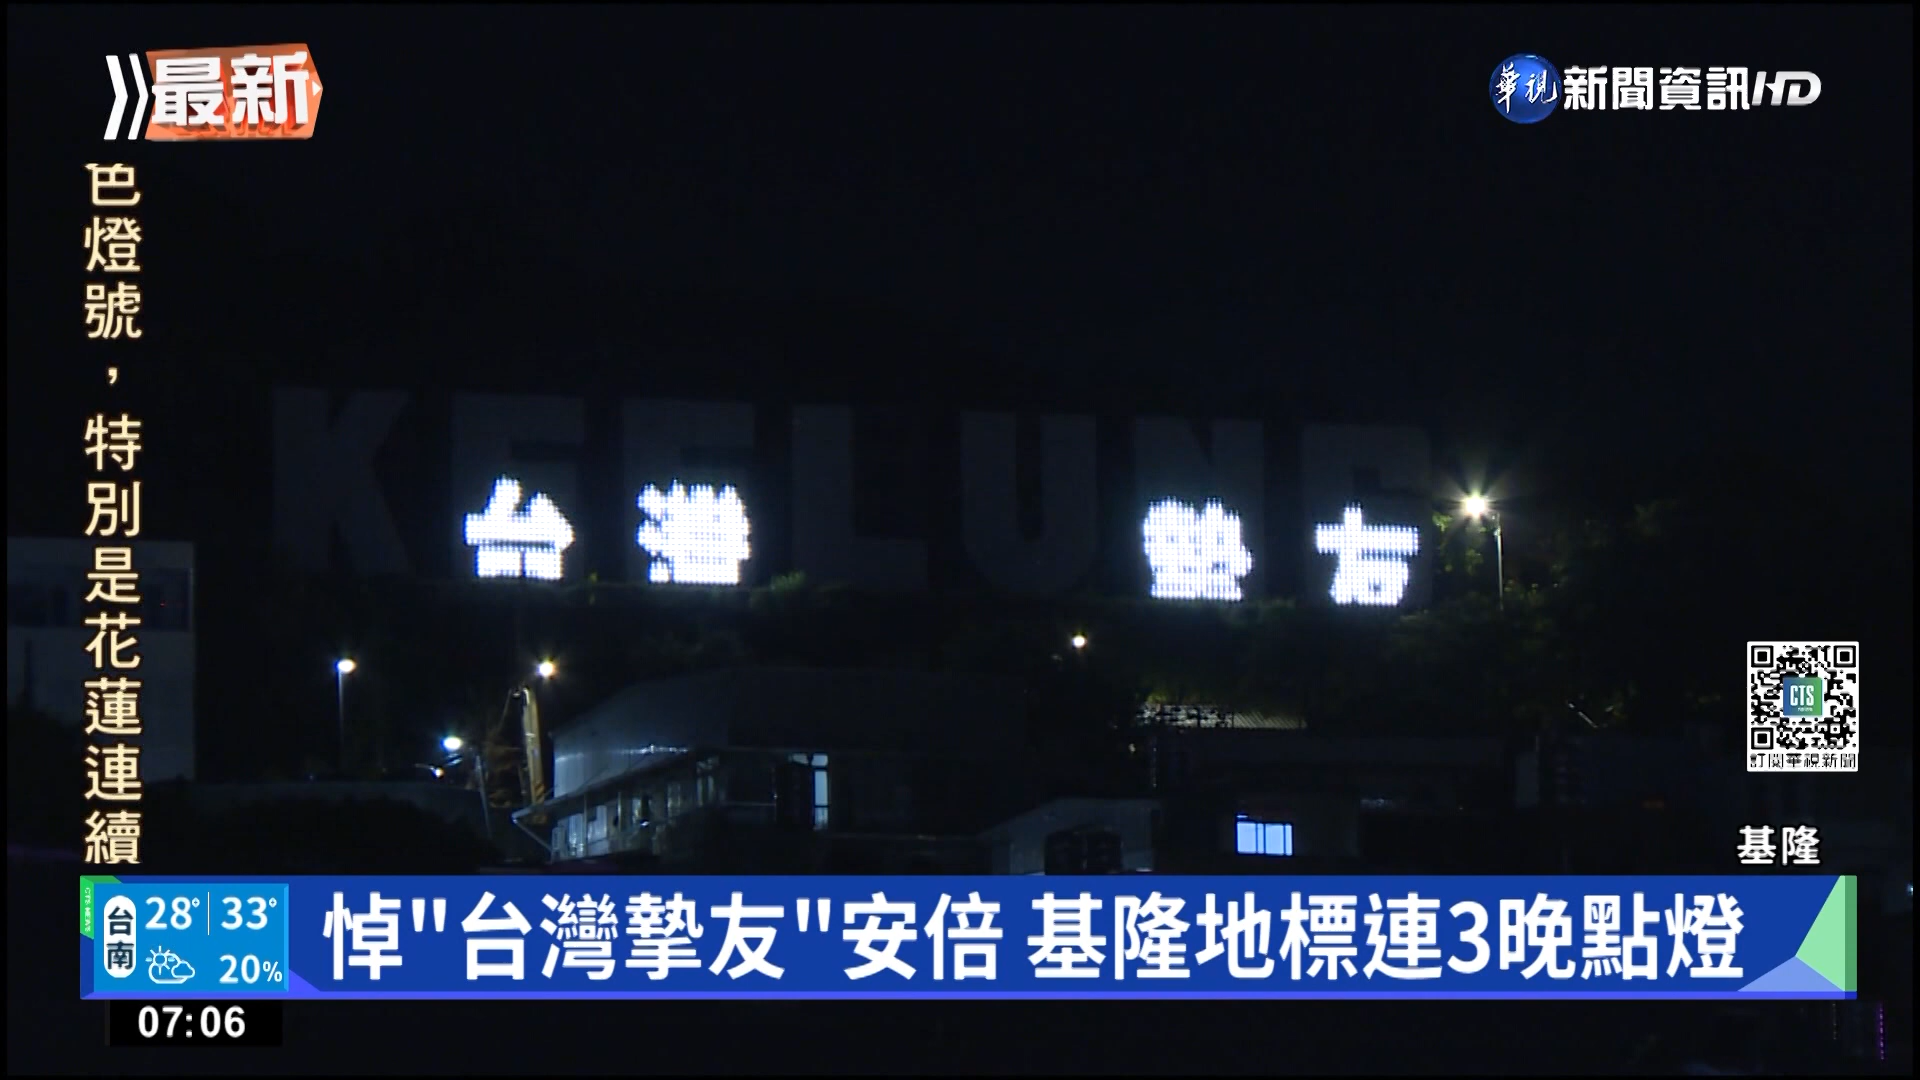 最新
華視 新聞資訊HD
色燈號，特別是花蓮連續
KEELUNG
台灣 摯友
CTS
news
訂閱華視新聞
基隆
CTS NEWS
台南 28° 33°
20%
悼"台灣摯友"安倍 基隆地標連3晚點燈
07:06